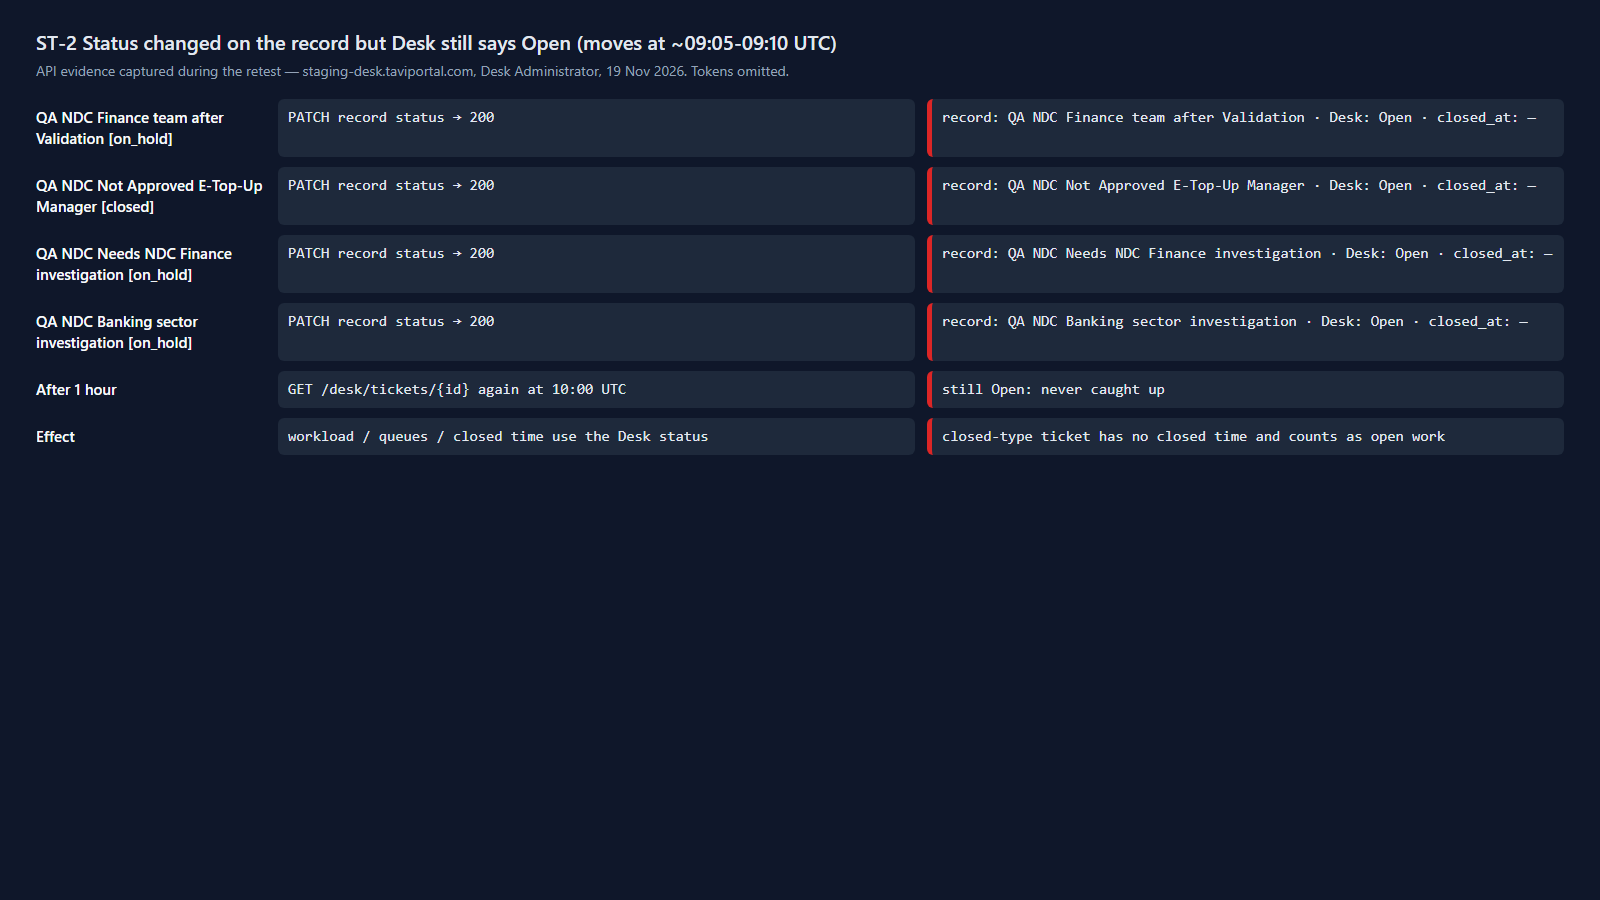 ST-2 Status changed on the record but Desk still says Open (moves at ~09:05-09:10 UTC)
API evidence captured during the retest — staging-desk.taviportal.com, Desk Administrator, 19 Nov 2026. Tokens omitted.
QA NDC Finance team after
Validation [on_hold]
PATCH record status → 200
record: QA NDC Finance team after Validation · Desk: Open · closed_at: —
QA NDC Not Approved E-Top-Up
Manager [closed]
PATCH record status → 200
record: QA NDC Not Approved E-Top-Up Manager · Desk: Open · closed_at: —
QA NDC Needs NDC Finance
investigation [on_hold]
PATCH record status → 200
record: QA NDC Needs NDC Finance investigation · Desk: Open · closed_at: —
QA NDC Banking sector
investigation [on_hold]
PATCH record status → 200
record: QA NDC Banking sector investigation · Desk: Open · closed_at: —
After 1 hour
GET /desk/tickets/{id} again at 10:00 UTC
still Open: never caught up
Effect
workload / queues / closed time use the Desk status
closed-type ticket has no closed time and counts as open work